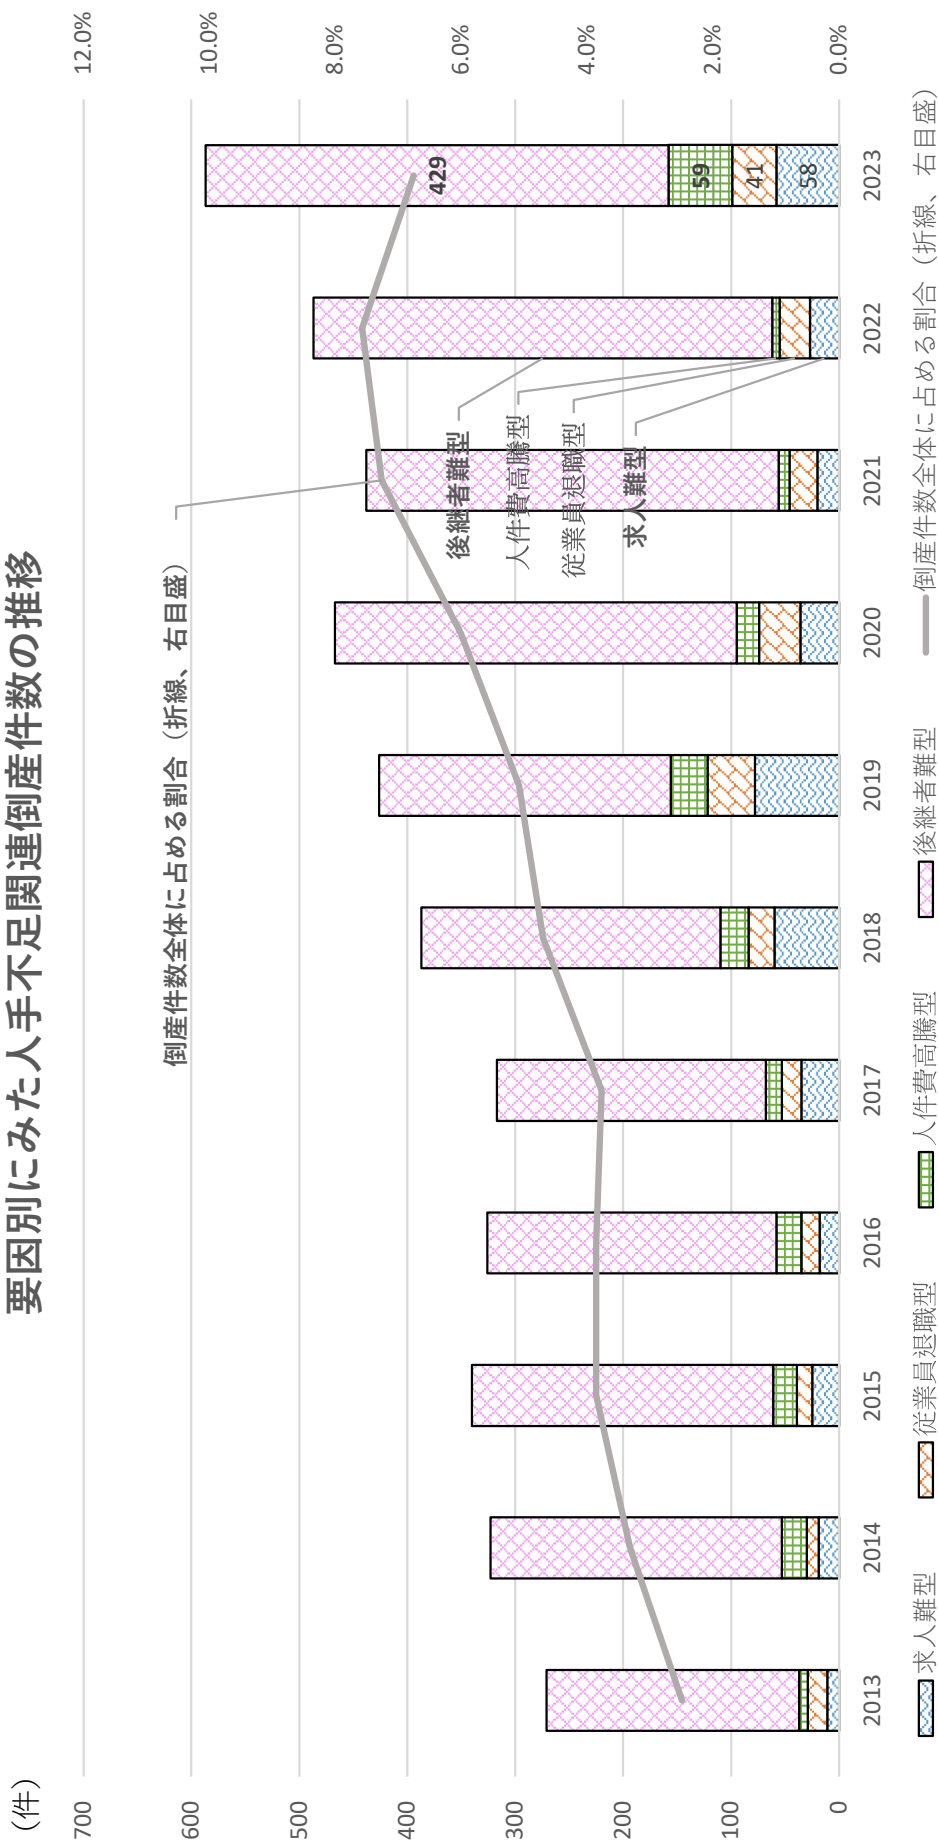 要因別にみた人手不足関連倒産件数の推移
(件)
700
600
500
400
300
200
100
0
12.0%
10.0%
8.0%
6.0%
4.0%
2.0%
0.0%
倒産件数全体に占める割合（折線、右目盛）
後継者難型
人件費高騰型
従業員退職型
求人難型
429
59
41
58
2013 2014 2015 2016 2017 2018 2019 2020 2021 2022 2023
求人難型 従業員退職型 人件費高騰型 後継者難型 倒産件数全体に占める割合（折線、右目盛）